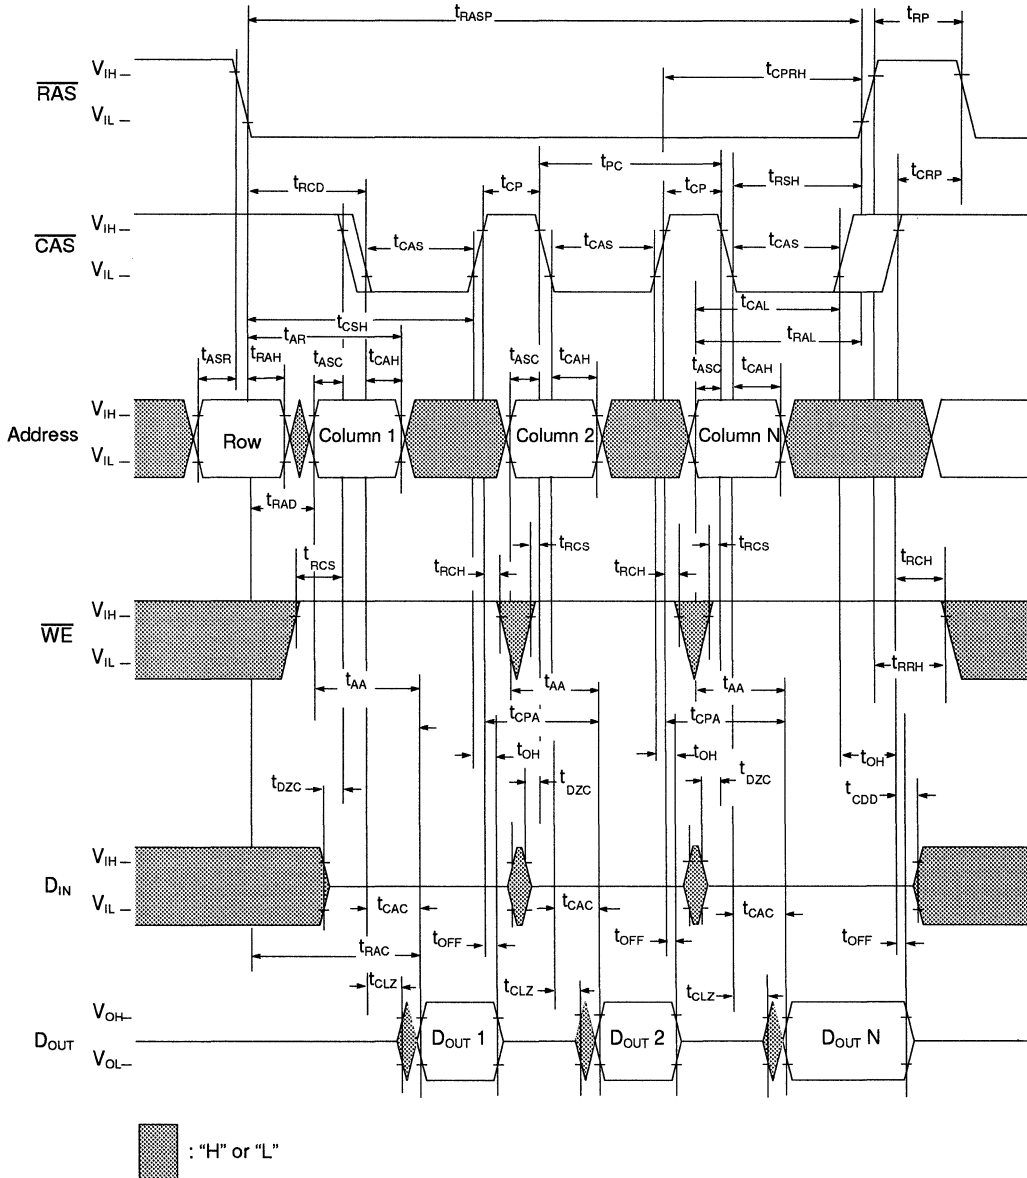 tRASP tRP
VIH
RAS
VIL
tCPRH
tRCD tCP tPC tCP tRSH tCRP
VIH
CAS
VIL
tCAS tCAS tCAS
tCSH tCAL
tAR tRAL
tASR tRAH tASC tCAH tASC tCAH tASC tCAH
VIH
Address
VIL
Row Column 1 Column 2 Column N
tRAD
tRCS tRCH tRCS tRCH tRCS tRCH
VIH
WE
VIL
tRRH
tAA tAA tAA
tCPA tCPA
tOH tOH tOH
tDZC tDZC tDZC tCDD
VIH
DIN
VIL
tCAC tCAC tCAC
tRAC tOFF tOFF tOFF
tCLZ tCLZ tCLZ
VOH
DOUT
VOL
DOUT 1 DOUT 2 DOUT N
: “H” or “L”